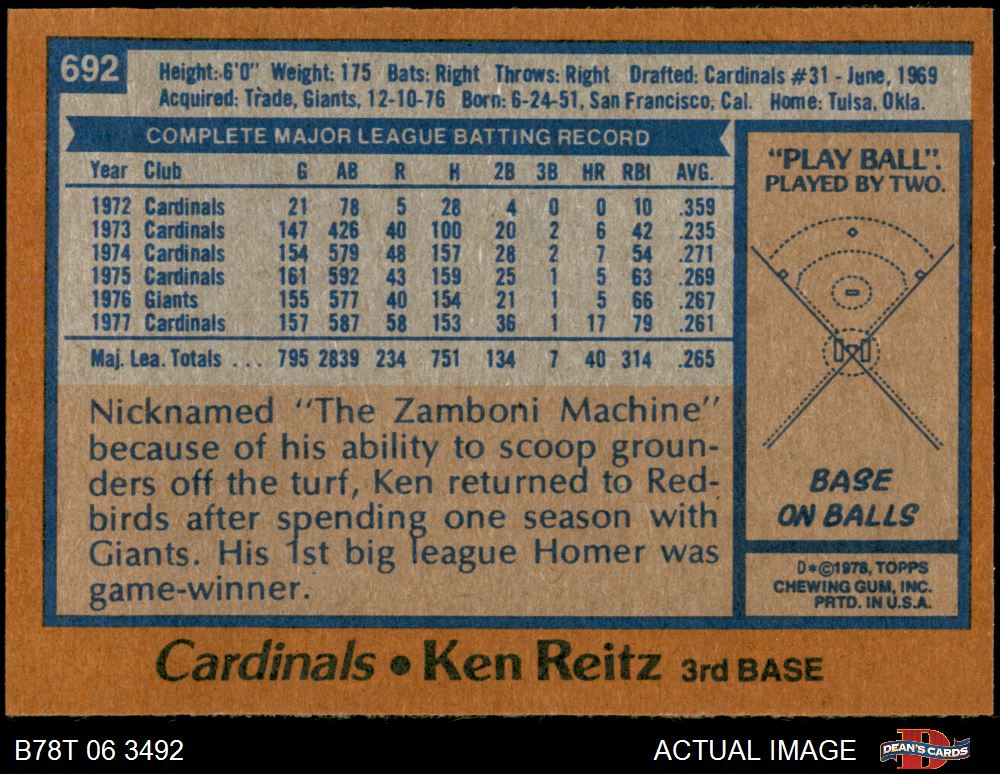 692
Height: 6'0" Weight: 175 Bats: Right Throws: Right Drafted: Cardinals #31 - June, 1969
Acquired: Trade, Giants, 12-10-76 Born: 6-24-51, San Francisco, Cal. Home: Tulsa, Okla.
COMPLETE MAJOR LEAGUE BATTING RECORD
Year Club G AB R H 2B 3B HR RBI AVG.
1972 Cardinals 21 78 5 28 4 0 0 10 .359
1973 Cardinals 147 426 40 100 20 2 6 42 .235
1974 Cardinals 154 579 48 157 28 2 7 54 .271
1975 Cardinals 161 592 43 159 25 1 5 63 .269
1976 Giants 155 577 40 154 21 1 5 66 .267
1977 Cardinals 157 587 58 153 36 1 17 79 .261
Maj. Lea. Totals ... 795 2839 234 751 134 7 40 314 .265
Nicknamed "The Zamboni Machine"
because of his ability to scoop groun-
ders off the turf, Ken returned to Red-
birds after spending one season with
Giants. His 1st big league Homer was
game-winner.
"PLAY BALL".
PLAYED BY TWO.
BASE
ON BALLS
D*©1978, TOPPS
CHEWING GUM, INC.
PRTD. IN U.S.A.
Cardinals • Ken Reitz 3rd BASE
B78T 06 3492
ACTUAL IMAGE
DEAN'S CARDS